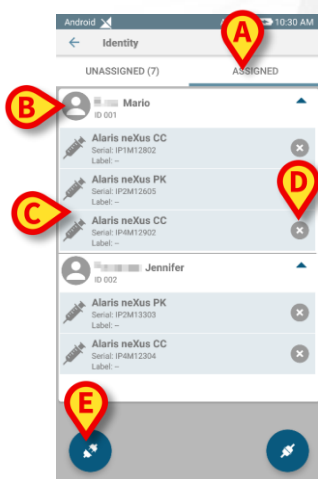 Android
10:30 AM
Identity
UNASSIGNED (7)
ASSIGNED
A
B
Mario
ID 001
Alaris neXus CC
Serial: IP1M12802
Label: --
Alaris neXus PK
Serial: IP2M12605
Label: --
D
C
Alaris neXus CC
Serial: IP4M12902
Label: --
Jennifer
ID 002
Alaris neXus PK
Serial: IP2M13303
Label: --
Alaris neXus CC
Serial: IP4M12304
Label: --
E